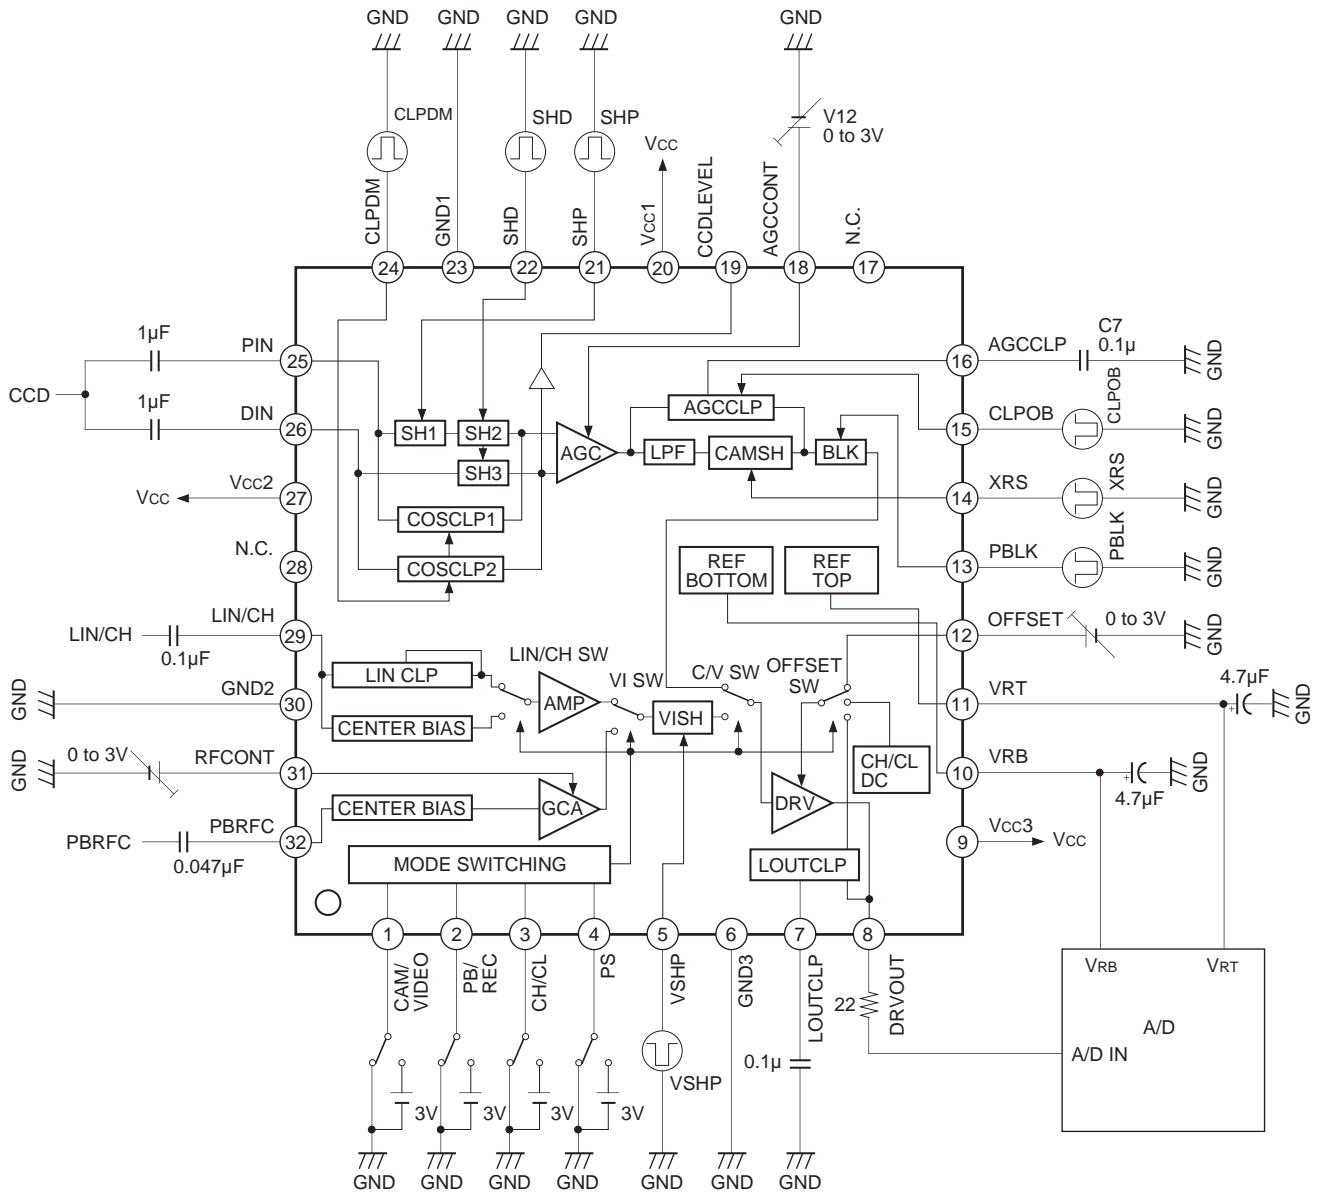 GND
GND
GND
GND
GND
CLPDM
SHD
SHP
V12
0 to 3V
VCC
CLPDM
GND1
SHD
SHP
VCC1
CCDLEVEL
AGCCONT
N.C.
24
23
22
21
20
19
18
17
CCD
1µF
1µF
PIN
25
DIN
26
VCC
VCC2
27
N.C.
28
LIN/CH
0.1µF
LIN/CH
29
GND
GND2
30
GND
0 to 3V
RFCONT
31
PBRFC
0.047µF
PBRFC
32
SH1
SH2
SH3
AGC
AGCCLP
LPF
CAMSH
BLK
COSCLP1
COSCLP2
REF
BOTTOM
REF
TOP
LIN CLP
LIN/CH SW
AMP
VI SW
VISH
C/V SW
OFFSET
SW
CENTER BIAS
CH/CL
DC
CENTER BIAS
GCA
DRV
MODE SWITCHING
LOUTCLP
16
AGCCLP
C7
0.1µ
GND
15
CLPOB
CLPOB
GND
14
XRS
XRS
GND
13
PBLK
PBLK
GND
12
OFFSET
0 to 3V
GND
11
VRT
4.7µF
+
GND
10
VRB
+
4.7µF
GND
9
VCC3
VCC
1
2
3
4
5
6
7
8
CAM/
VIDEO
PB/
REC
CH/CL
PS
VSHP
GND3
LOUTCLP
DRVOUT
22
VSHP
0.1µ
3V
3V
3V
3V
VRB
VRT
A/D
A/D IN
GND
GND
GND
GND
GND
GND
GND